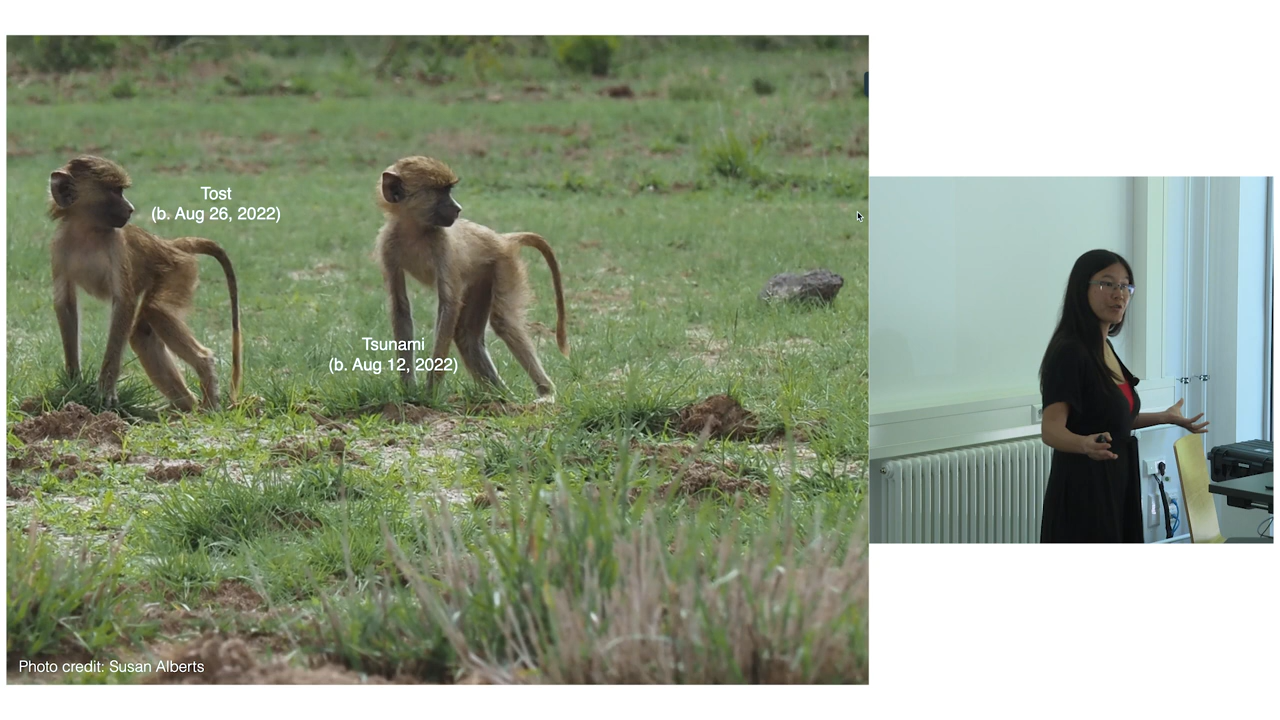 Tost
(b. Aug 26, 2022)
Tsunami
(b. Aug 12, 2022)
Photo credit: Susan Alberts